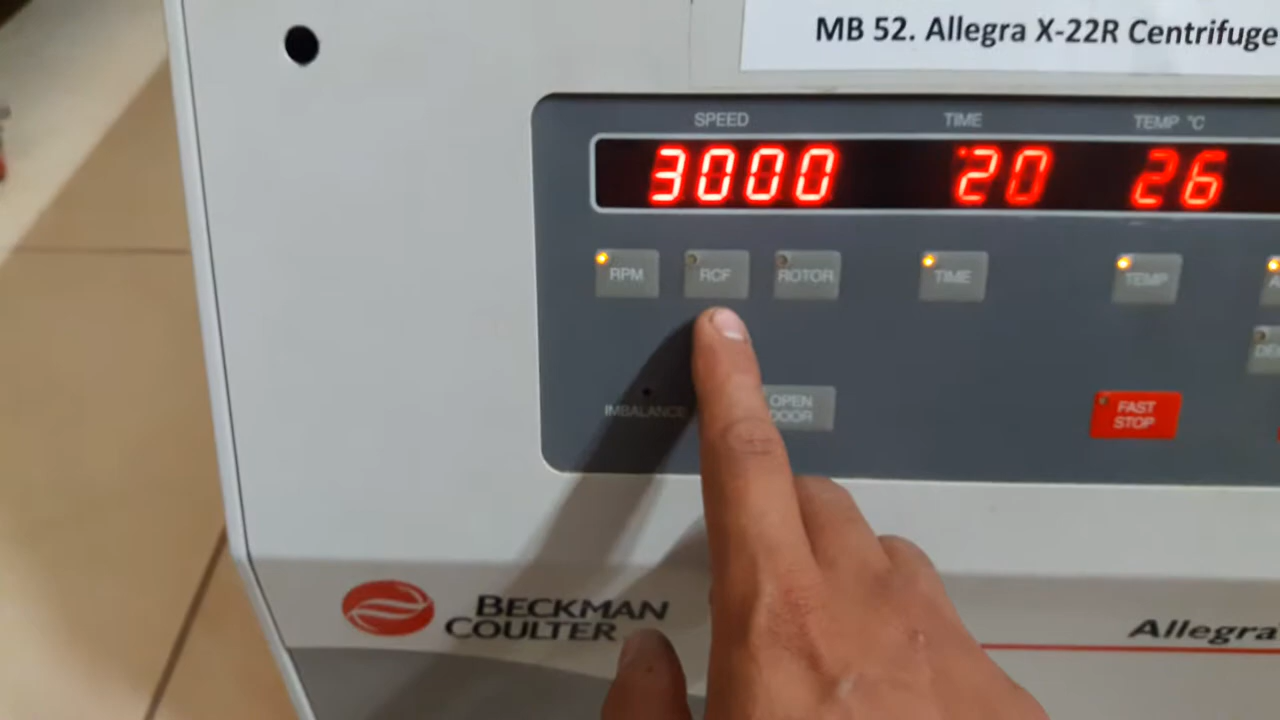 MB 52. Allegra X-22R Centrifuge
SPEED TIME TEMP °C
3000 20 26
RPM RCF ROTOR TIME TEMP
IMBALANCE OPEN DOOR FAST STOP
BECKMAN
COULTER
Allegra